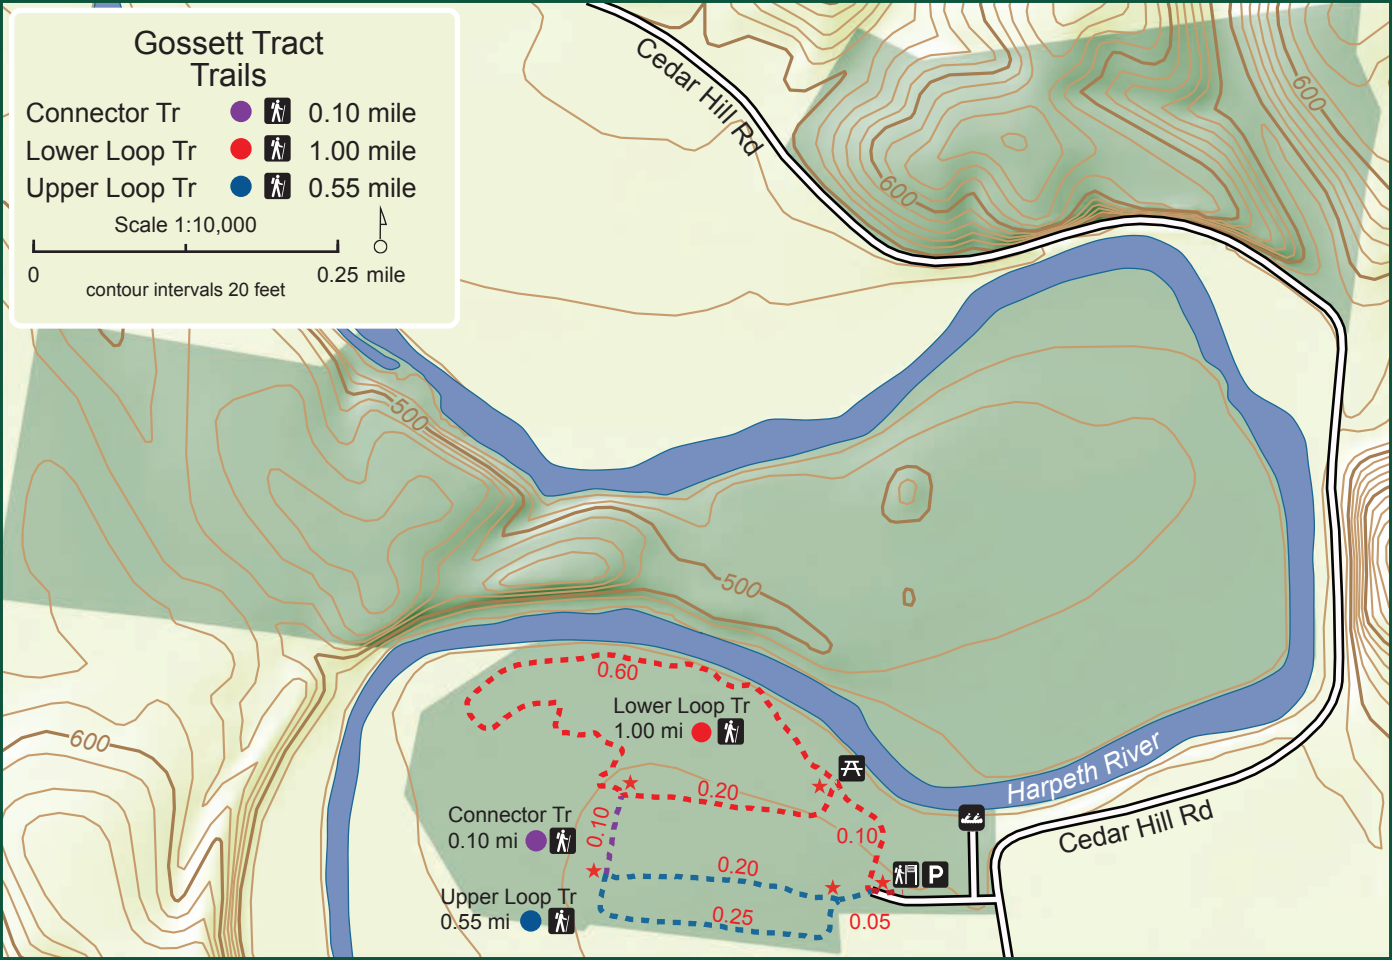 Gossett Tract
Trails
Connector Tr 0.10 mile
Lower Loop Tr 1.00 mile
Upper Loop Tr 0.55 mile
Scale 1:10,000
0 0.25 mile
contour intervals 20 feet
Cedar Hill Rd
600
600
500
500
600
0.60
Lower Loop Tr
1.00 mi
0.20
Harpeth River
Cedar Hill Rd
Connector Tr
0.10 mi
0.10
0.10
0.20
P
Upper Loop Tr
0.55 mi
0.25
0.05